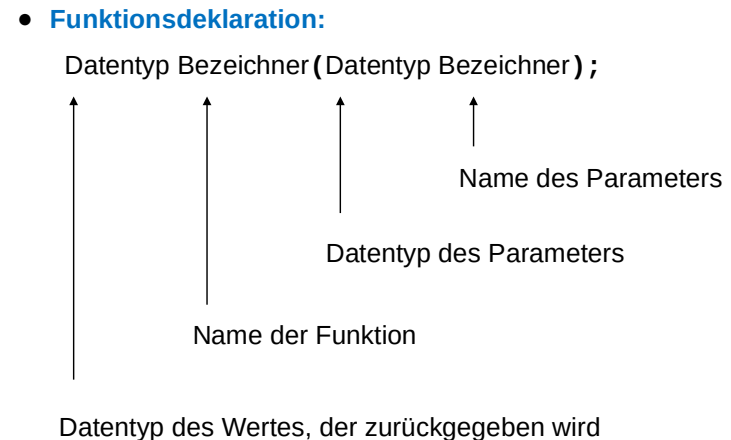 ● Funktionsdeklaration:
Datentyp Bezeichner(Datentyp Bezeichner);
Name des Parameters
Datentyp des Parameters
Name der Funktion
Datentyp des Wertes, der zurückgegeben wird